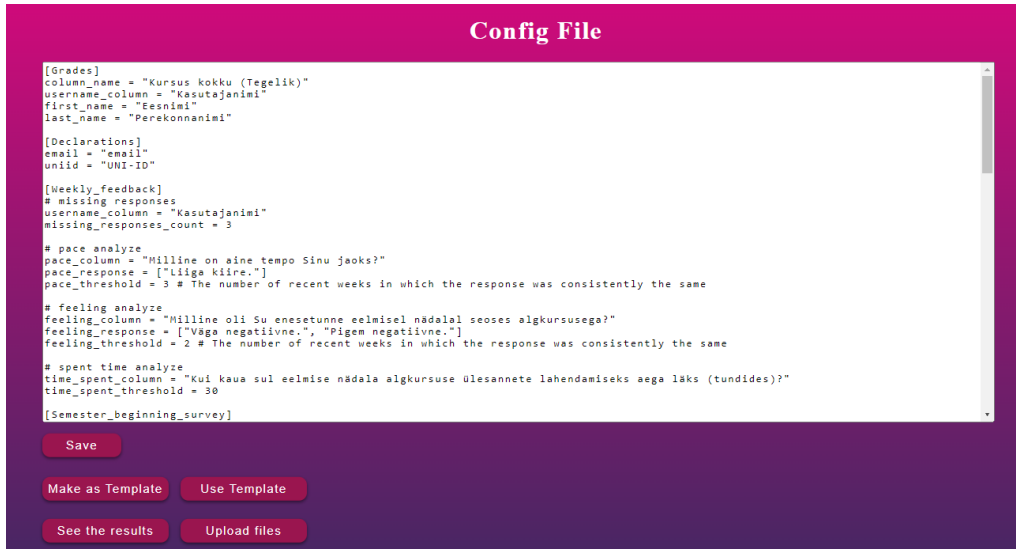 Config File
[Grades]
column_name = "Kursus kokku (Tegelik)"
username_column = "Kasutajanimi"
first_name = "Eesnimi"
last_name = "Perekonnanimi"
[Declarations]
email = "email"
uniid = "UNI-ID"
[Weekly_feedback]
# missing responses
username_column = "Kasutajanimi"
missing_responses_count = 3
# pace analyze
pace_column = "Milline on aine tempo Sinu jaoks?"
pace_response = ["Liiga kiire."]
pace_threshold = 3 # The number of recent weeks in which the response was consistently the same
# feeling analyze
feeling_column = "Milline oli Su enesetunne eelmisel nädalal seoses algkursusega?"
feeling_response = ["Väga negatiivne.", "Pigem negatiivne."]
feeling_threshold = 2 # The number of recent weeks in which the response was consistently the same
# spent time analyze
time_spent_column = "Kui kaua sul eelmise nädala algkursuse ülesannete lahendamiseks aega läks (tundides)?"
time_spent_threshold = 30
[Semester_beginning_survey]
Save
Make as Template Use Template
See the results Upload files